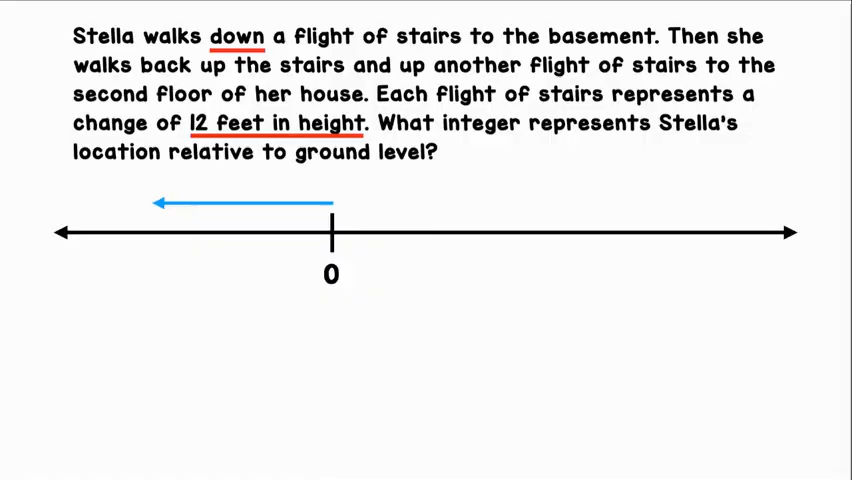 Stella walks down a flight of stairs to the basement. Then she
walks back up the stairs and up another flight of stairs to the
second floor of her house. Each flight of stairs represents a
change of 12 feet in height. What integer represents Stella's
location relative to ground level?
0